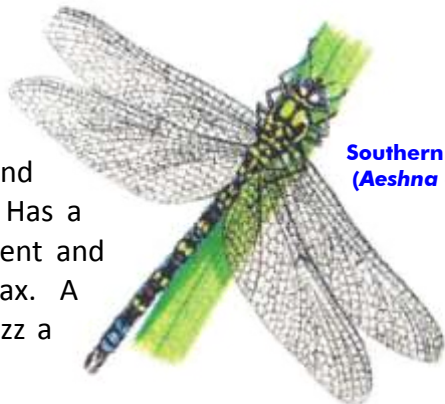 nd
Has a
ent and
ax. A
zz a
Southern
(Aeshna